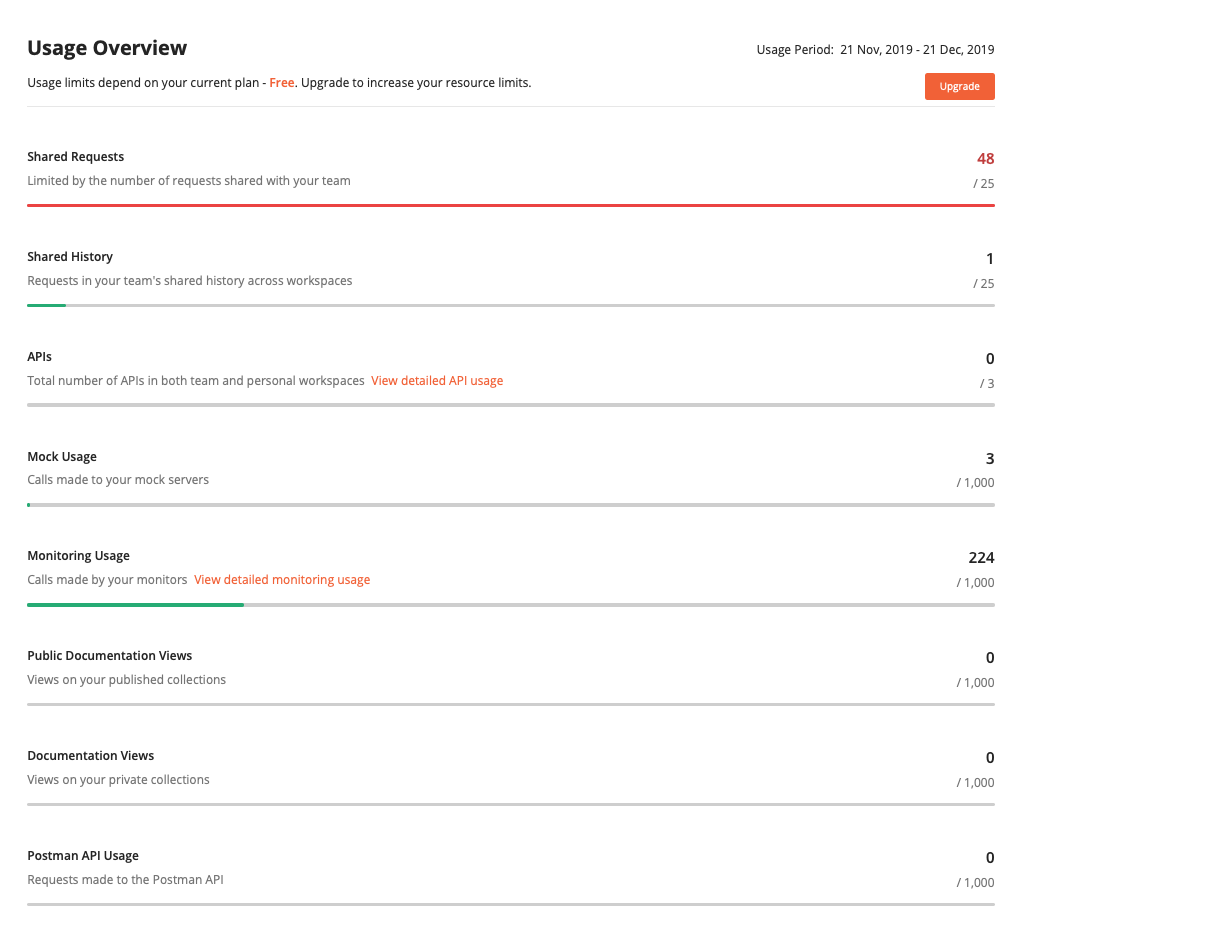 Usage Overview
Usage Period: 21 Nov, 2019 - 21 Dec, 2019
Usage limits depend on your current plan - Free. Upgrade to increase your resource limits.
Upgrade
Shared Requests
48
Limited by the number of requests shared with your team
/ 25
Shared History
1
Requests in your team's shared history across workspaces
/ 25
APIs
0
Total number of APIs in both team and personal workspaces View detailed API usage
/ 3
Mock Usage
3
Calls made to your mock servers
/ 1,000
Monitoring Usage
224
Calls made by your monitors View detailed monitoring usage
/ 1,000
Public Documentation Views
0
Views on your published collections
/ 1,000
Documentation Views
0
Views on your private collections
/ 1,000
Postman API Usage
0
Requests made to the Postman API
/ 1,000